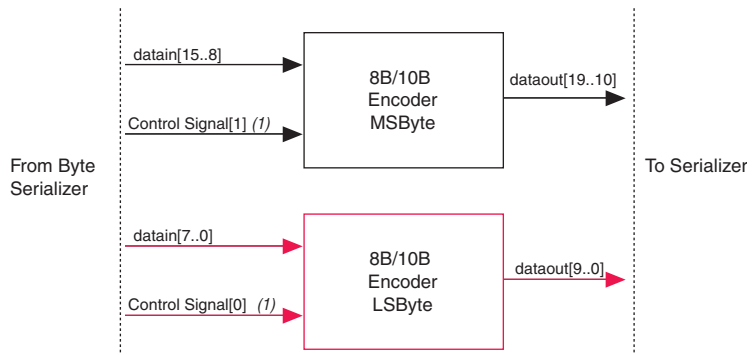 datain[15..8]
8B/10B
Encoder
MSByte
dataout[19..10]
Control Signal[1] (1)
From Byte
Serializer
To Serializer
datain[7..0]
8B/10B
Encoder
LSByte
dataout[9..0]
Control Signal[0] (1)